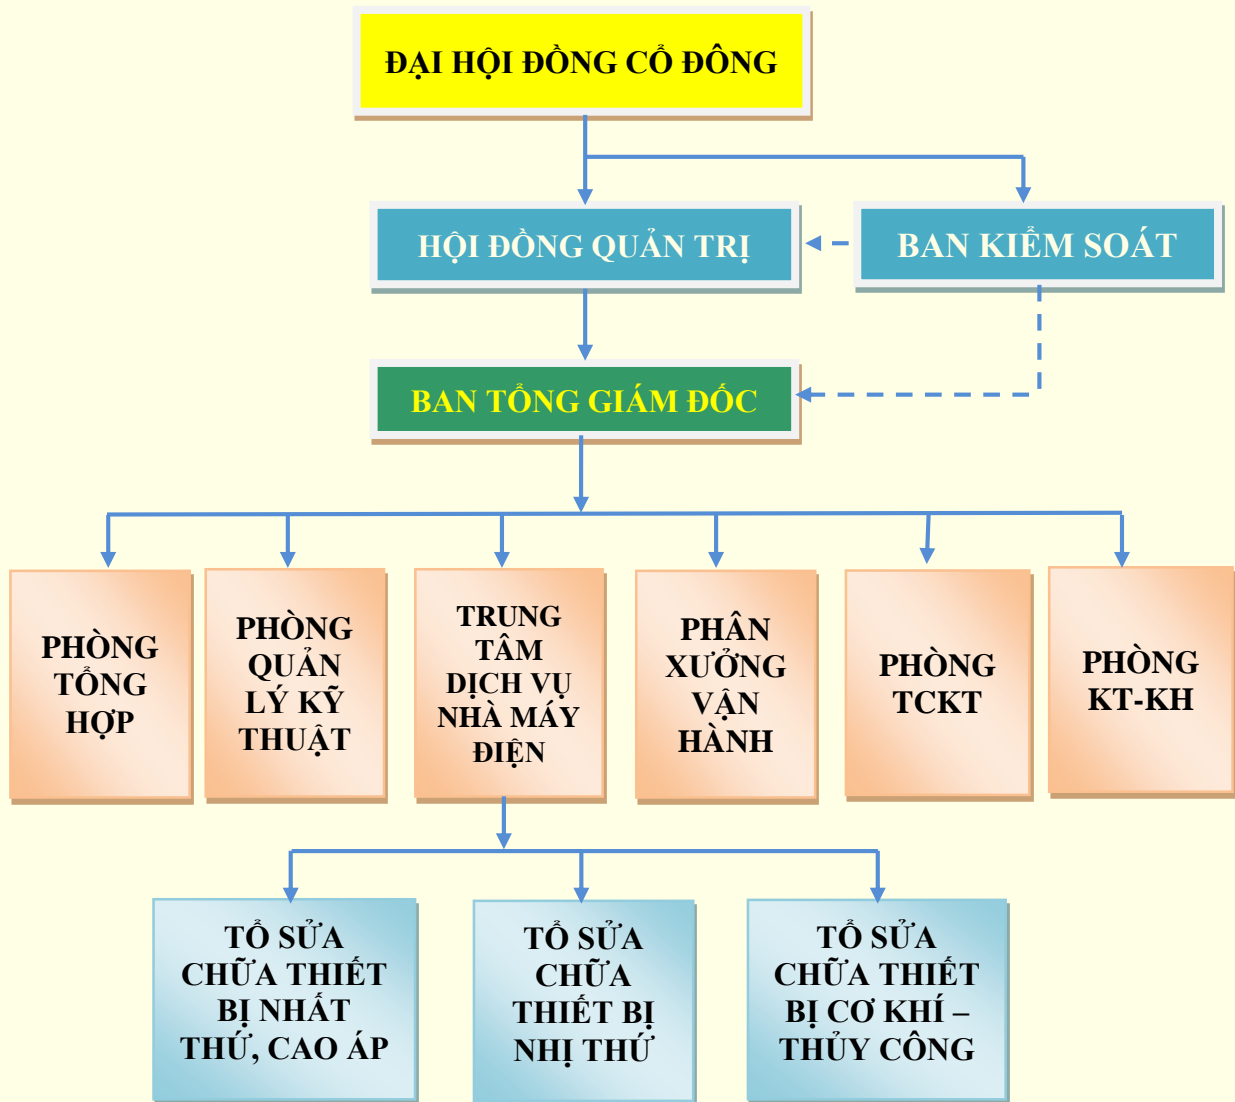 ĐẠI HỘI ĐỒNG CỔ ĐÔNG
HỘI ĐỒNG QUẢN TRỊ
BAN KIỂM SOÁT
BAN TỔNG GIÁM ĐỐC
PHÒNG
TỔNG
HỢP
PHÒNG
QUẢN
LÝ KỸ
THUẬT
TRUNG
TÂM
DỊCH VỤ
NHÀ MÁY
ĐIỆN
PHÂN
XƯỞNG
VẬN
HÀNH
PHÒNG
TCKT
PHÒNG
KT-KH
TỔ SỬA
CHỮA THIẾT
BỊ NHẤT
THỨ, CAO ÁP
TỔ SỬA
CHỮA
THIẾT BỊ
NHỊ THỨ
TỔ SỬA
CHỮA THIẾT
BỊ CƠ KHÍ –
THỦY CÔNG